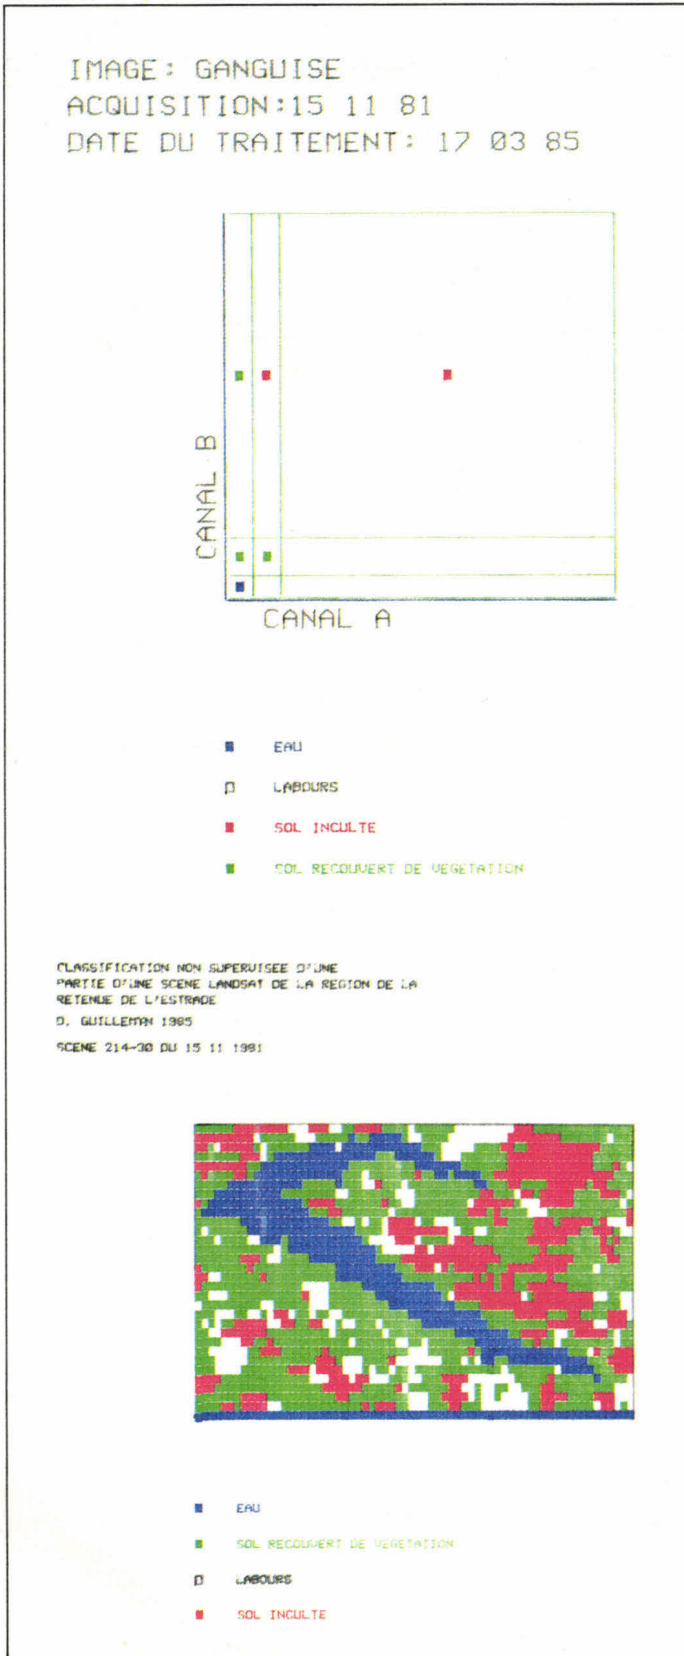 IMAGE: GANGUISE
ACQUISITION:15 11 81
DATE DU TRAITEMENT: 17 03 85
CANAL B
CANAL A
EAU
LABOURS
SOL INCULTE
SOL RECOUVERT DE VEGETATION
CLASSIFICATION NON SUPERVISEE D'UNE
PARTIE D'UNE SCENE LANDSAT DE LA REGION DE LA
RETENUE DE L'ESTRADE
D. GUILLEMIN 1985
SCENE 214-30 DU 15 11 1981
EAU
SOL RECOUVERT DE VEGETATION
LABOURS
SOL INCULTE